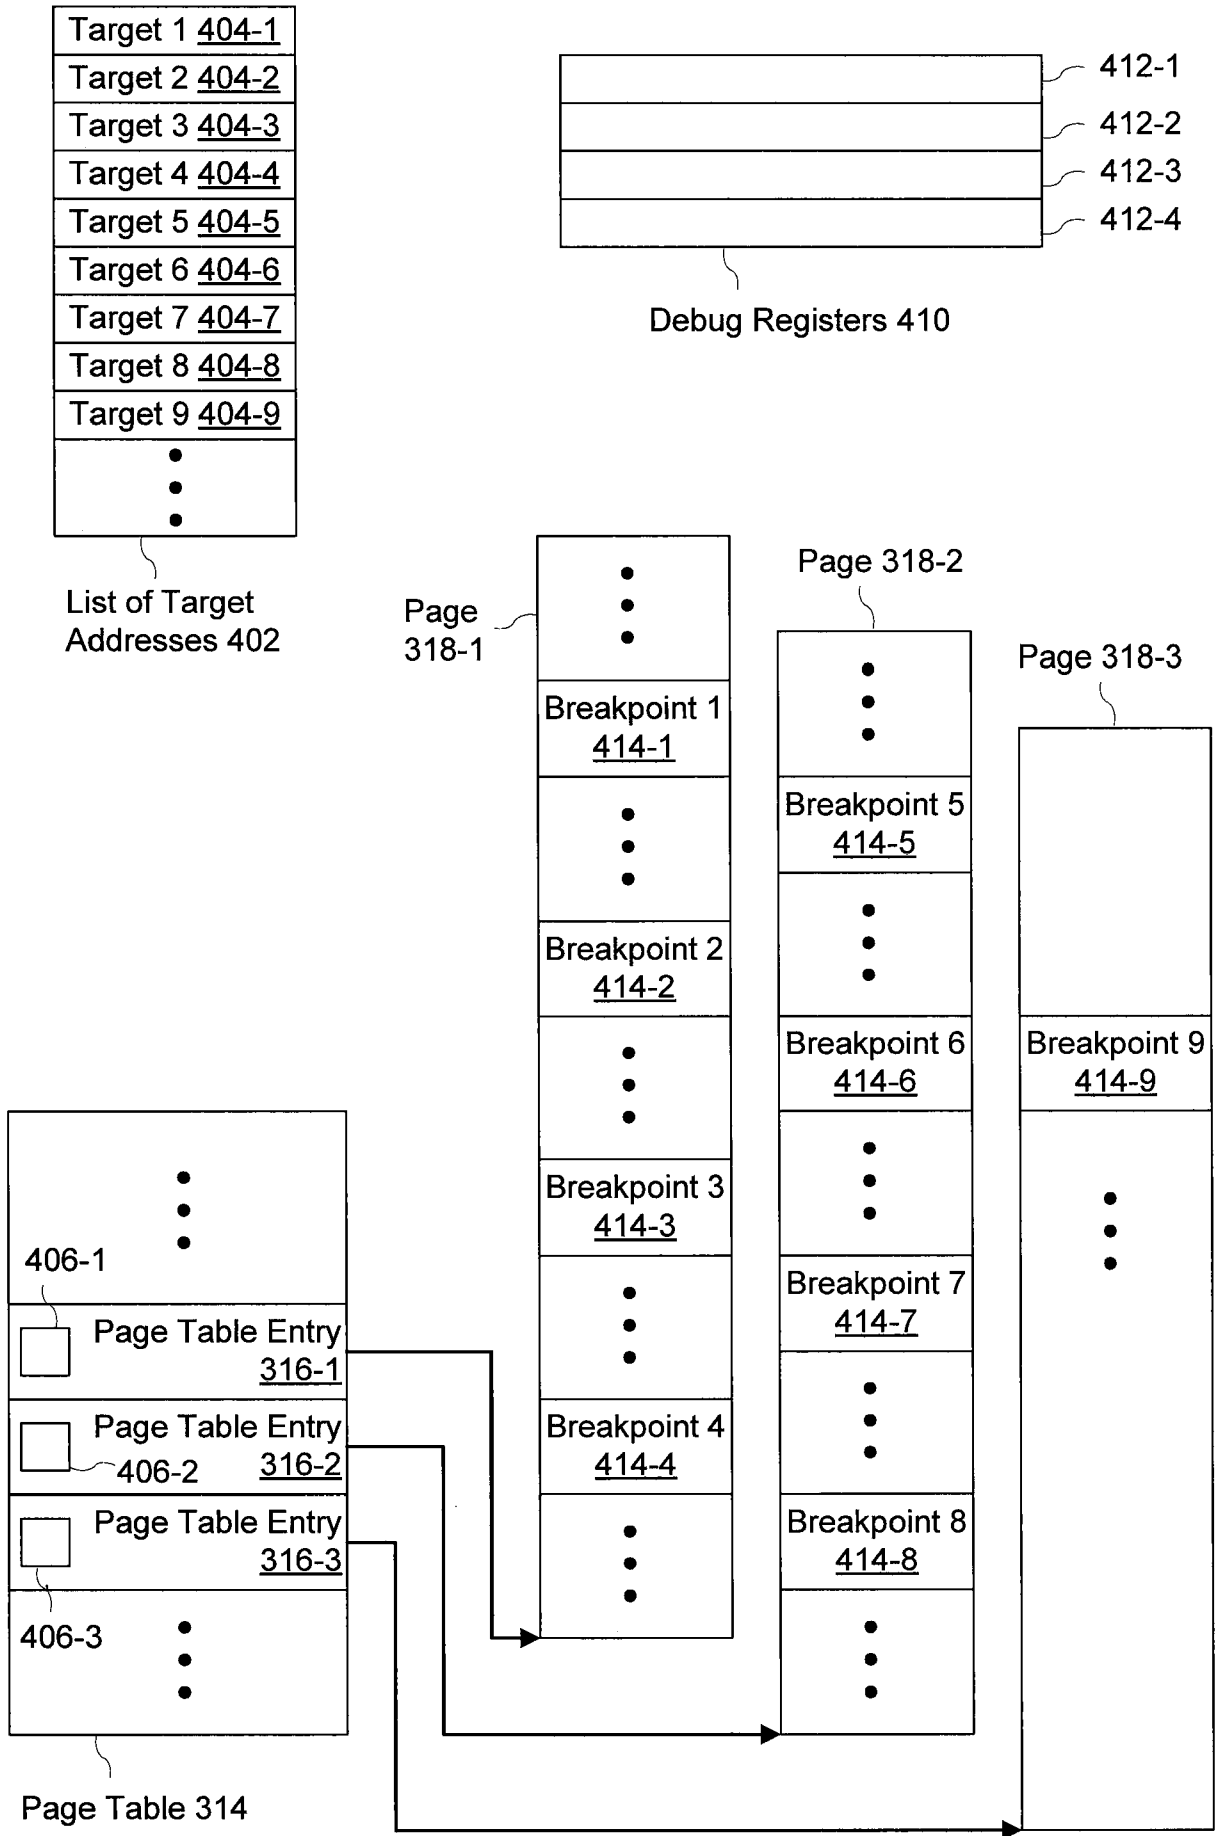 Target 1 404-1
Target 2 404-2
Target 3 404-3
Target 4 404-4
Target 5 404-5
Target 6 404-6
Target 7 404-7
Target 8 404-8
Target 9 404-9
List of Target
Addresses 402
412-1
412-2
412-3
412-4
Debug Registers 410
Page
318-1
Breakpoint 1
414-1
Breakpoint 2
414-2
Breakpoint 3
414-3
Breakpoint 4
414-4
Page 318-2
Breakpoint 5
414-5
Breakpoint 6
414-6
Breakpoint 7
414-7
Breakpoint 8
414-8
Page 318-3
Breakpoint 9
414-9
406-1
Page Table Entry
316-1
Page Table Entry
406-2 316-2
Page Table Entry
316-3
406-3
Page Table 314